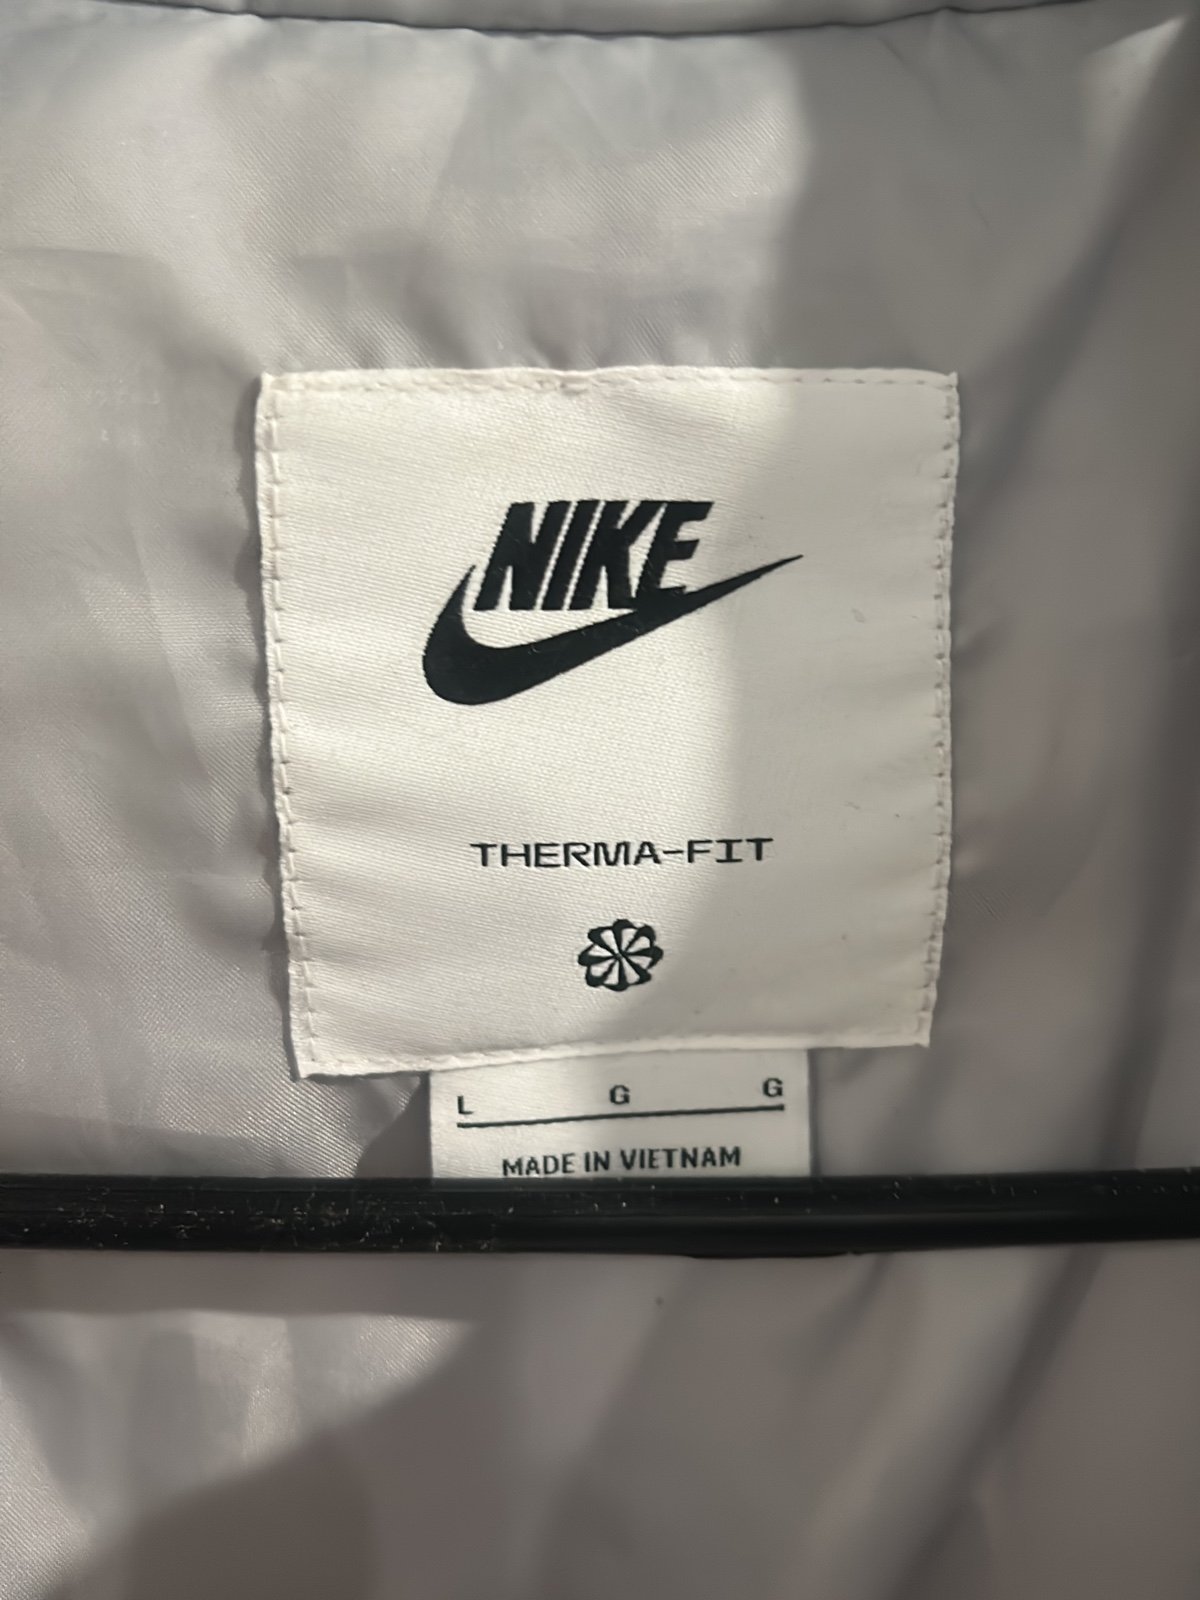 NIKE
THERMA-FIT
L G G
MADE IN VIETNAM